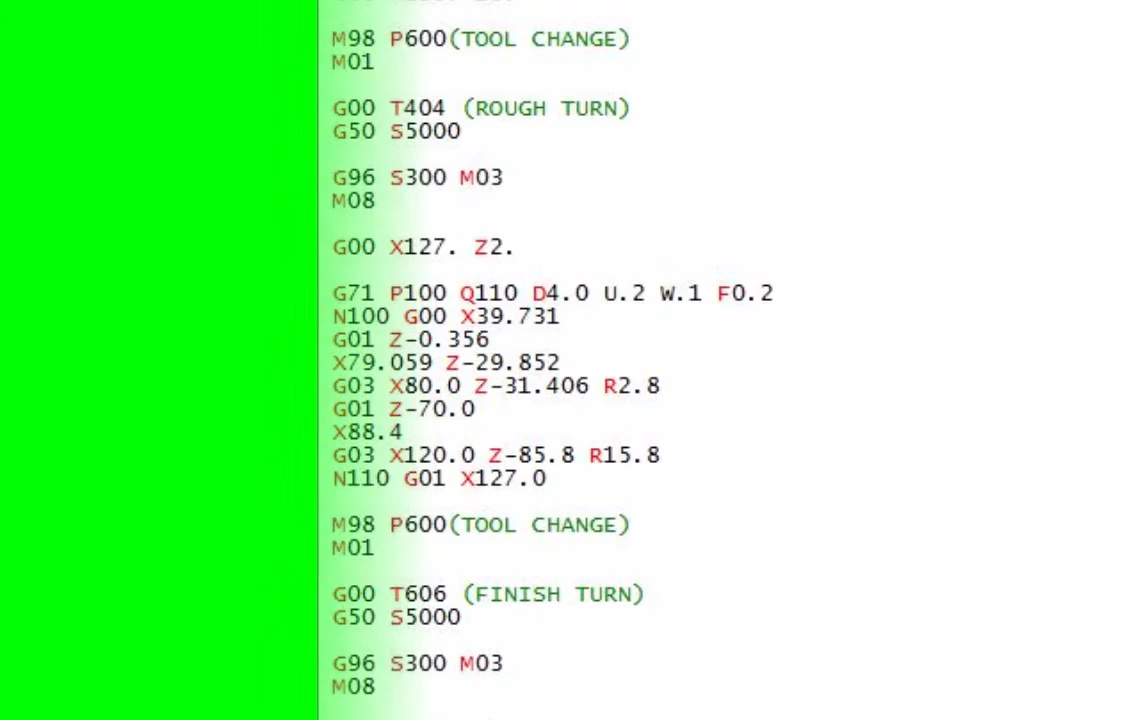 M98 P600(TOOL CHANGE)
M01
G00 T404 (ROUGH TURN)
G50 S5000
G96 S300 M03
M08
G00 X127. Z2.
G71 P100 Q110 D4.0 U.2 W.1 F0.2
N100 G00 X39.731
G01 Z-0.356
X79.059 Z-29.852
G03 X80.0 Z-31.406 R2.8
G01 Z-70.0
X88.4
G03 X120.0 Z-85.8 R15.8
N110 G01 X127.0
M98 P600(TOOL CHANGE)
M01
G00 T606 (FINISH TURN)
G50 S5000
G96 S300 M03
M08